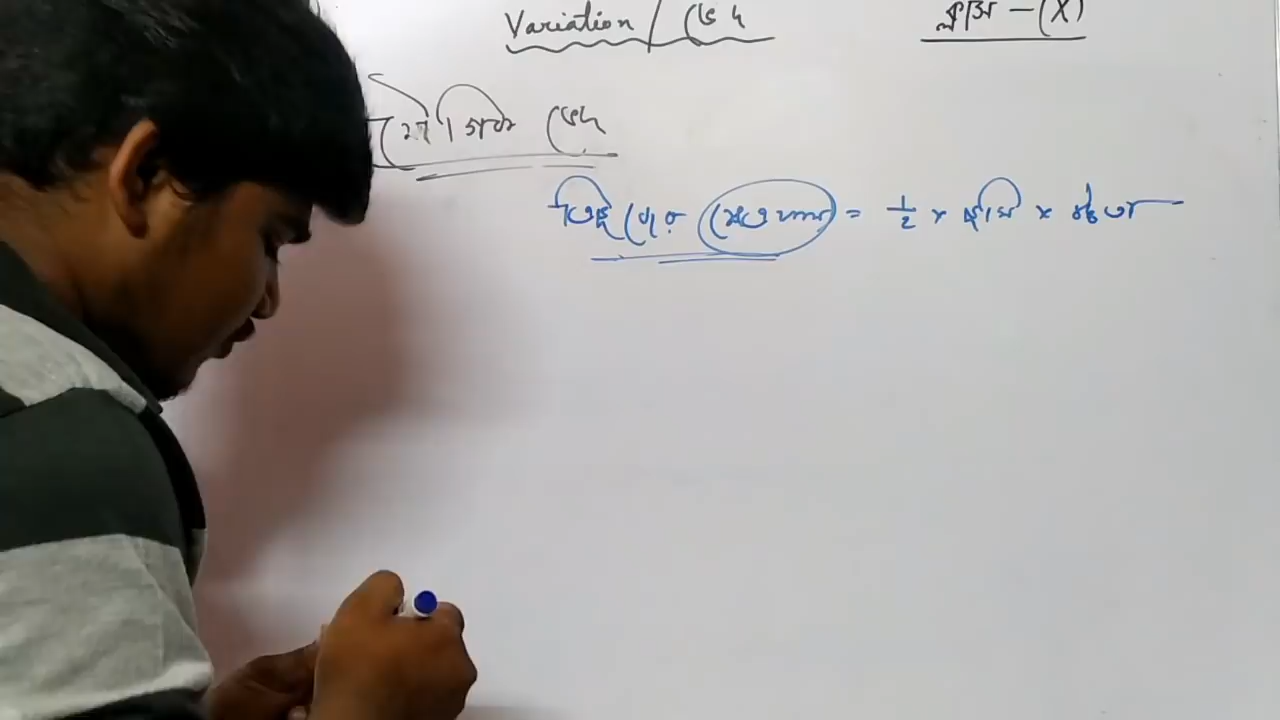 Variation / ভেদ শ্রেণি - (X)
যৌগিক ভেদ
ত্রিভুজের ক্ষেত্রফল = 1/2 × ভূমি × উচ্চতা